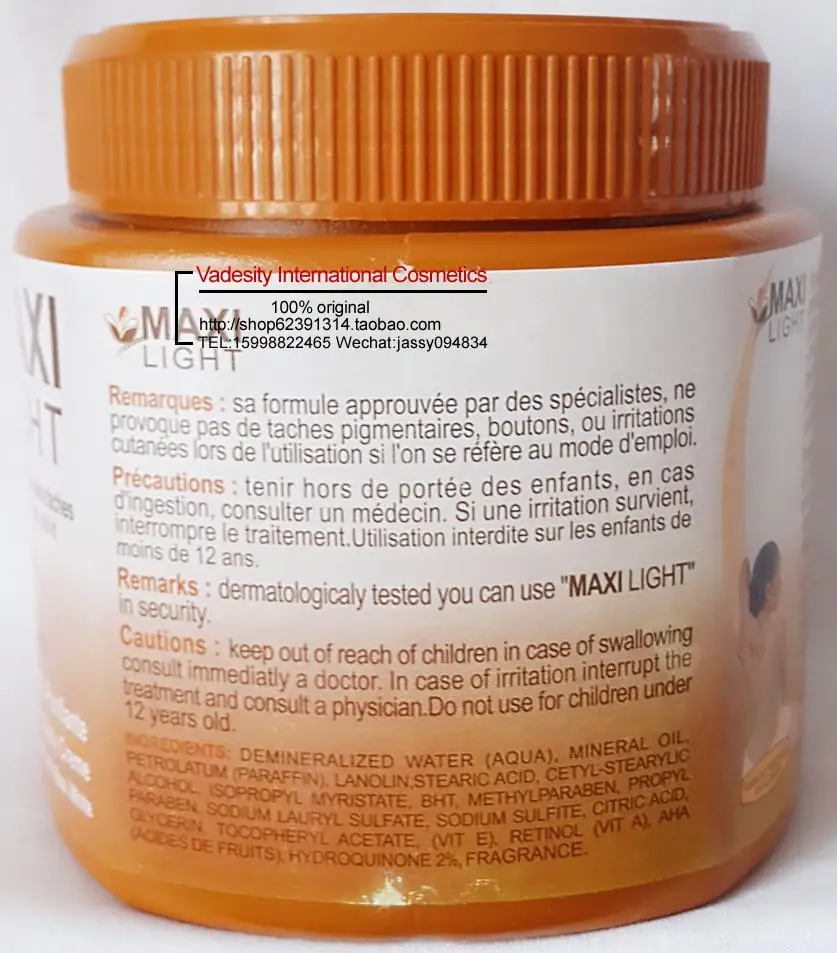 Vadesity International Cosmetics
100% original
http://shop62391314.taobao.com
TEL:15998822465 Wechat:jassy094834
MAXI
LIGHT
Remarques : sa formule approuvée par des spécialistes, ne
provoque pas de taches pigmentaires, boutons, ou irritations
cutanées lors de l'utilisation si l'on se réfère au mode d'emploi.
Précautions : tenir hors de portée des enfants, en cas
d'ingestion, consulter un médecin. Si une irritation survient,
interrompre le traitement.Utilisation interdite sur les enfants de
moins de 12 ans.
Remarks : dermatologicaly tested you can use "MAXI LIGHT"
in security.
Cautions : keep out of reach of children in case of swallowing
consult immediatly a doctor. In case of irritation interrupt the
treatment and consult a physician.Do not use for children under
12 years old.
INGREDIENTS: DEMINERALIZED WATER (AQUA), MINERAL OIL,
PETROLATUM (PARAFFIN), LANOLIN,STEARIC ACID, CETYL-STEARYLIC
ALCOHOL, ISOPROPYL MYRISTATE, BHT, METHYLPARABEN, PROPYL
PARABEN, SODIUM LAURYL SULFATE, SODIUM SULFITE, CITRIC ACID,
GLYCERIN, TOCOPHERYL ACETATE, (VIT E), RETINOL (VIT A), AHA
(ACIDES DE FRUITS), HYDROQUINONE 2%, FRAGRANCE.
MAXI
LIGHT
AXI
HT